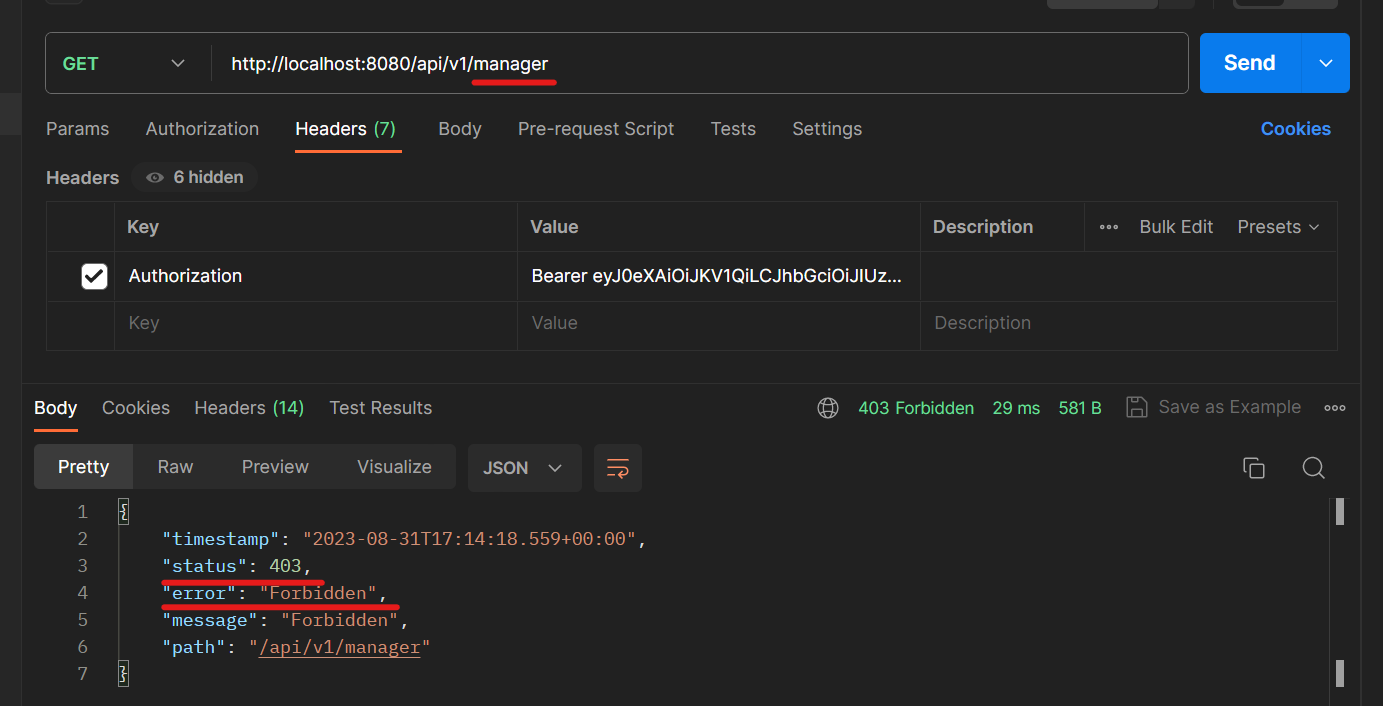 GET http://localhost:8080/api/v1/manager Send
Params Authorization Headers (7) Body Pre-request Script Tests Settings Cookies
Headers 6 hidden
Key Value Description ••• Bulk Edit Presets
Authorization Bearer eyJ0eXAiOiJKV1QiLCJhbGciOiJIUz...
Key Value Description
Body Cookies Headers (14) Test Results 403 Forbidden 29 ms 581 B Save as Example
Pretty Raw Preview Visualize JSON
1 {
2 "timestamp": "2023-08-31T17:14:18.559+00:00",
3 "status": 403,
4 "error": "Forbidden",
5 "message": "Forbidden",
6 "path": "/api/v1/manager"
7 }